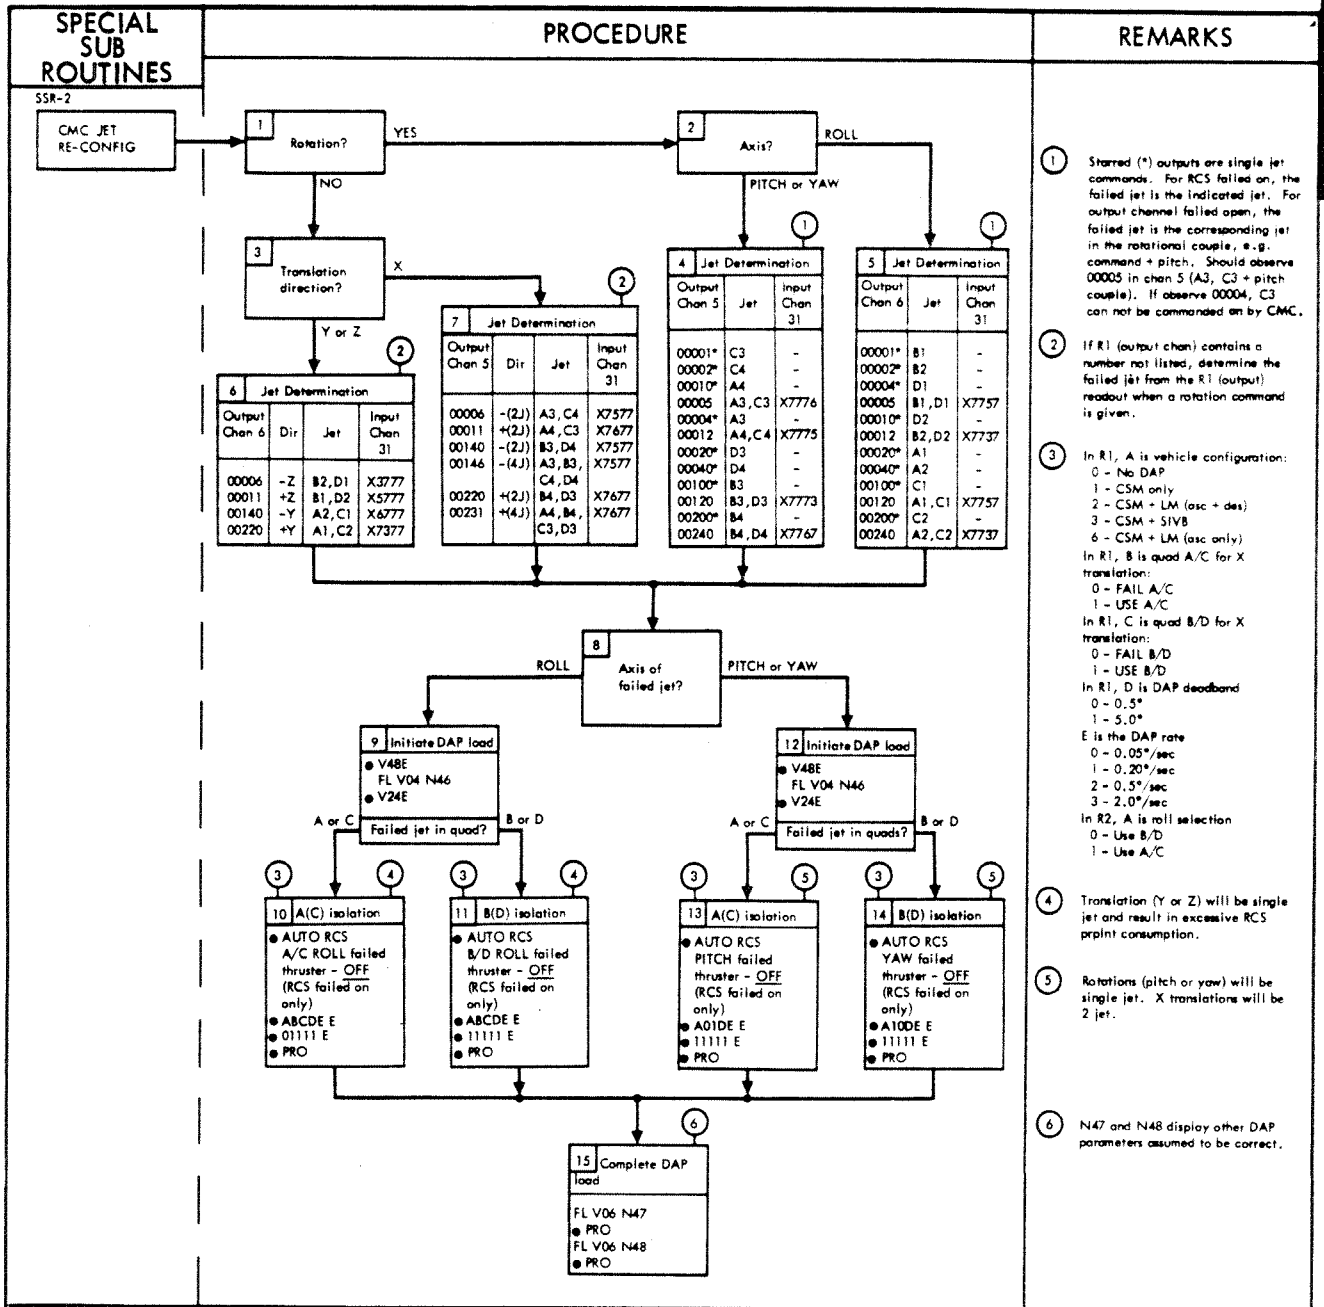 SPECIAL
SUB
ROUTINES
PROCEDURE
REMARKS
SSR-2
CMC JET
RE-CONFIG
1
Rotation?
YES
NO
2
Axis?
ROLL
PITCH or YAW
3
Translation
direction?
X
Y or Z
1
4 Jet Determination
Output Chan 5 Jet Input Chan 31
00001* C3 -
00002* C4 -
00010* A4 -
00005 A3,C3 X7776
00004* A3 -
00012 A4,C4 X7775
00020* D3 -
00040* D4 -
00100* B3 -
00120 B3,D3 X7773
00200* B4 -
00240 B4,D4 X7767
1
5 Jet Determination
Output Chan 6 Jet Input Chan 31
00001* B1 -
00002* B2 -
00004* D1 -
00005 B1,D1 X7757
00010* D2 -
00012 B2,D2 X7737
00020* A1 -
00040* A2 -
00100* C1 -
00120 A1,C1 X7757
00200* C2 -
00240 A2,C2 X7737
2
6 Jet Determination
Output Chan 6 Dir Jet Input Chan 31
00006 -Z B2,D1 X3777
00011 +Z B1,D2 X5777
00140 -Y A2,C1 X6777
00220 +Y A1,C2 X7377
2
7 Jet Determination
Output Chan 5 Dir Jet Input Chan 31
00006 -(2J) A3,C4 X7577
00011 +(2J) A4,C3 X7677
00140 -(2J) B3,D4 X7577
00146 -(4J) A3,B3, X7577
C4,D4
00220 +(2J) B4,D3 X7677
00231 +(4J) A4,B4, X7677
C3,D3
8
Axis of
failed jet?
ROLL
PITCH or YAW
9 Initiate DAP load
● V48E
FL V04 N46
● V24E
Failed jet in quad?
A or C
B or D
12 Initiate DAP load
● V48E
FL V04 N46
● V24E
Failed jet in quads?
A or C
B or D
3
4
10 A(C) isolation
● AUTO RCS
A/C ROLL failed
thruster - OFF
(RCS failed on
only)
● ABCDE E
● 01111 E
● PRO
3
4
11 B(D) isolation
● AUTO RCS
B/D ROLL failed
thruster - OFF
(RCS failed on
only)
● ABCDE E
● 11111 E
● PRO
3
5
13 A(C) isolation
● AUTO RCS
PITCH failed
thruster - OFF
(RCS failed on
only)
● A01DE E
● 11111 E
● PRO
3
5
14 B(D) isolation
● AUTO RCS
YAW failed
thruster - OFF
(RCS failed on
only)
● A10DE E
● 11111 E
● PRO
6
15 Complete DAP
load
FL V06 N47
● PRO
FL V06 N48
● PRO
1 Starred (*) outputs are single jet
commands. For RCS failed on, the
failed jet is the indicated jet. For
output channel failed open, the
failed jet is the corresponding jet
in the rotational couple, e.g.
command + pitch. Should observe
00005 in chan 5 (A3, C3 + pitch
couple). If observe 00004, C3
can not be commanded on by CMC.
2 If R1 (output chan) contains a
number not listed, determine the
failed jet from the R1 (output)
readout when a rotation command
is given.
3 In R1, A is vehicle configuration:
0 - No DAP
1 - CSM only
2 - CSM + LM (asc + des)
3 - CSM + SIVB
6 - CSM + LM (asc only)
In R1, B is quad A/C for X
translation:
0 - FAIL A/C
1 - USE A/C
In R1, C is quad B/D for X
translation:
0 - FAIL B/D
1 - USE B/D
In R1, D is DAP deadband
0 - 0.5°
1 - 5.0°
E is the DAP rate
0 - 0.05°/sec
1 - 0.20°/sec
2 - 0.5°/sec
3 - 2.0°/sec
In R2, A is roll selection
0 - Use B/D
1 - Use A/C
4 Translation (Y or Z) will be single
jet and result in excessive RCS
prplnt consumption.
5 Rotations (pitch or yaw) will be
single jet. X translations will be
2 jet.
6 N47 and N48 display other DAP
parameters assumed to be correct.